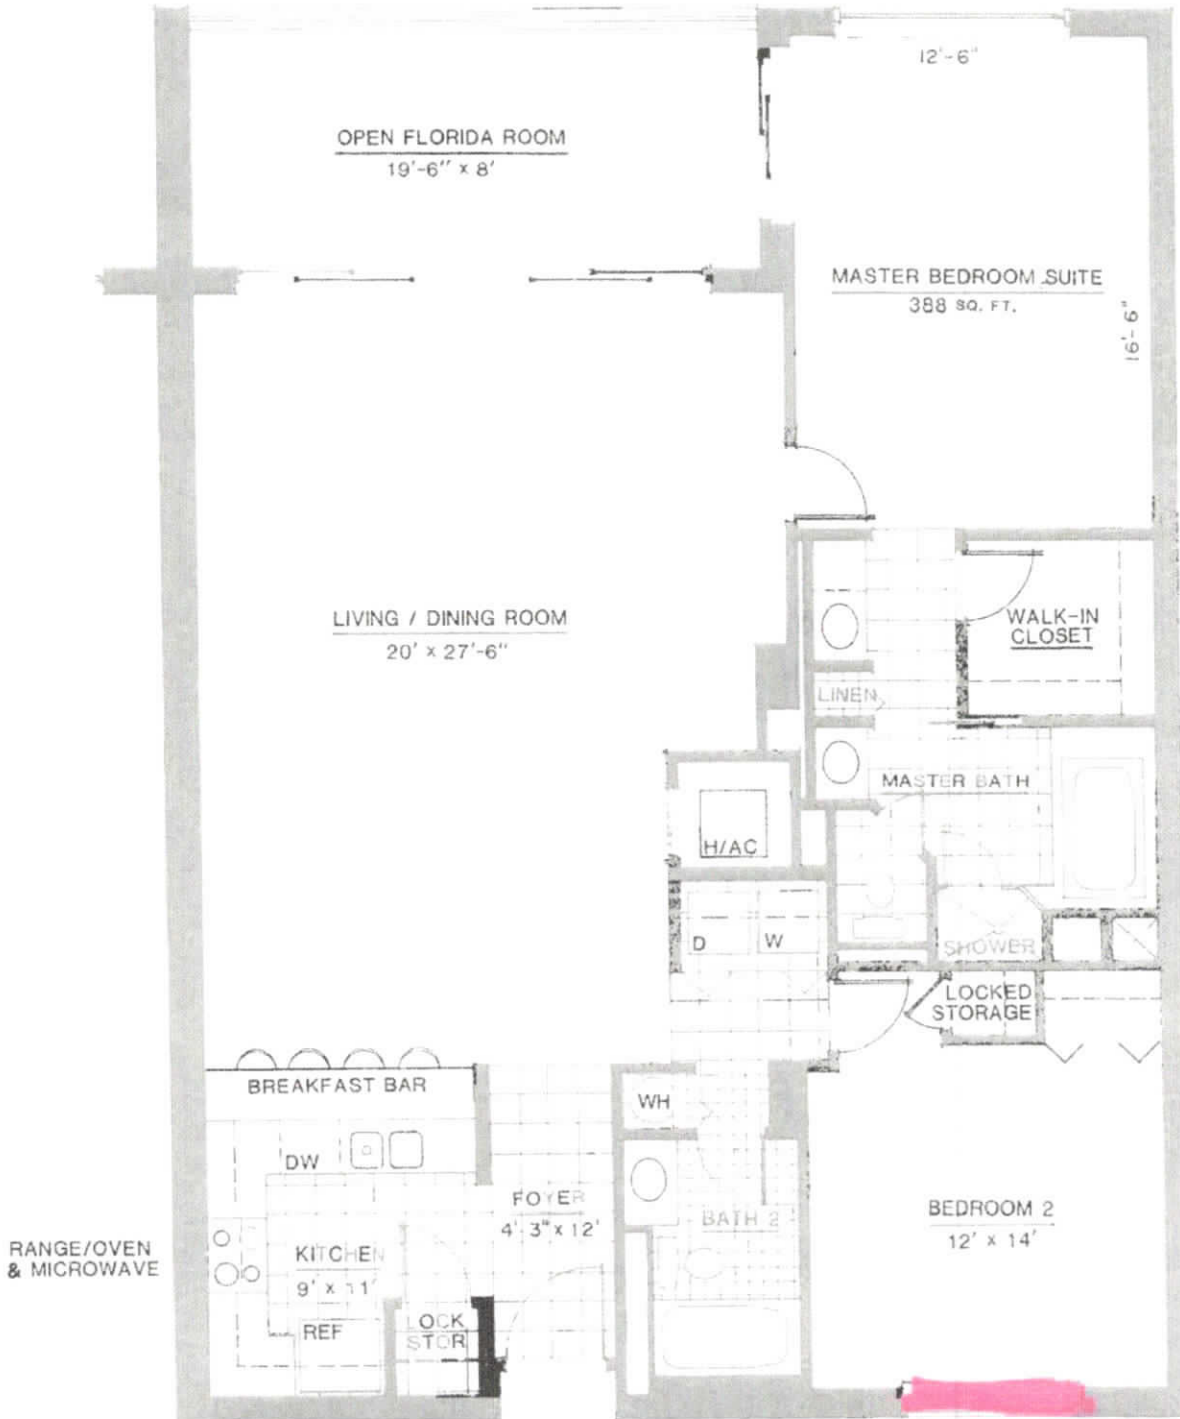 12'-6"
OPEN FLORIDA ROOM
19'-6" x 8'
MASTER BEDROOM SUITE
388 SQ. FT.
16'-6"
LIVING / DINING ROOM
20' x 27'-6"
WALK-IN
CLOSET
LINEN
MASTER BATH
H/AC
D
W
SHOWER
LOCKED
STORAGE
BREAKFAST BAR
WH
DW
FOYER
4'-3" x 12'
BATH 2
BEDROOM 2
12' x 14'
RANGE/OVEN
& MICROWAVE
KITCHEN
9' x 11'
REF
LOCK
STOR